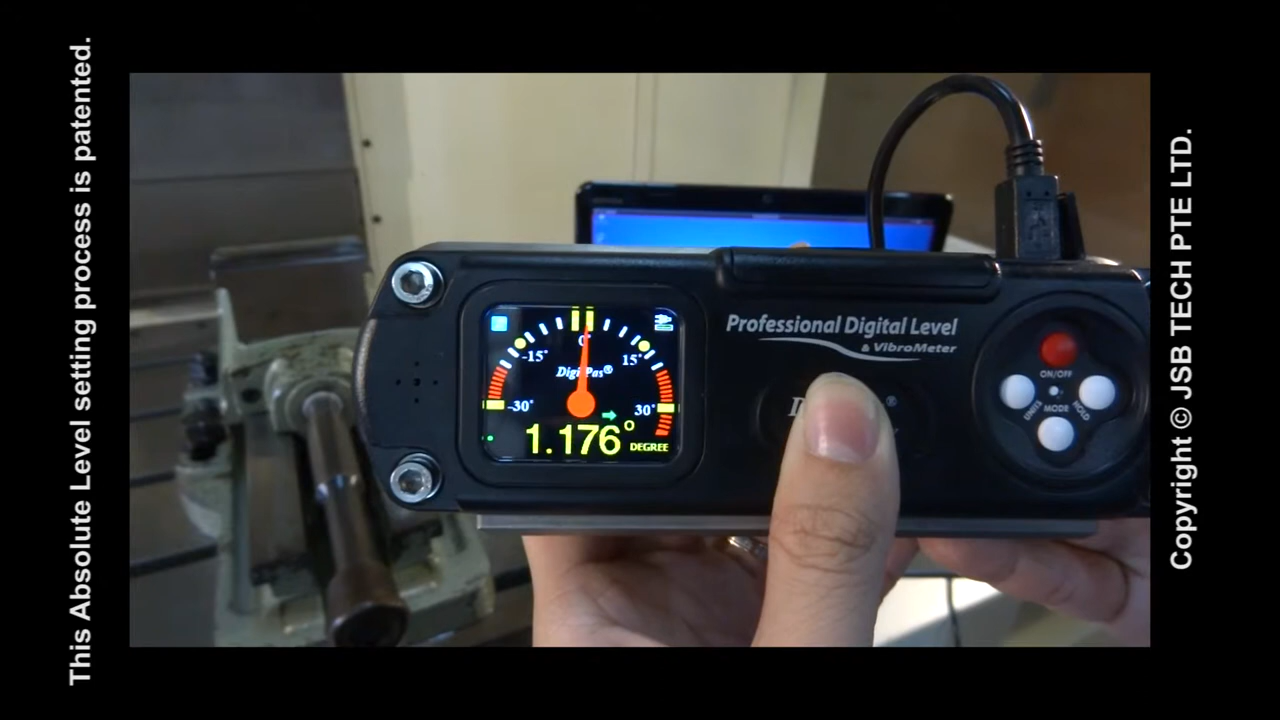 This Absolute Level setting process is patented.
0°
-15°
15°
DigiPas®
-30°
30°
1.176°
DEGREE
Professional Digital Level
& VibroMeter
®
ON/OFF
UNITS
MODE
HOLD
Copyright © JSB TECH PTE LTD.